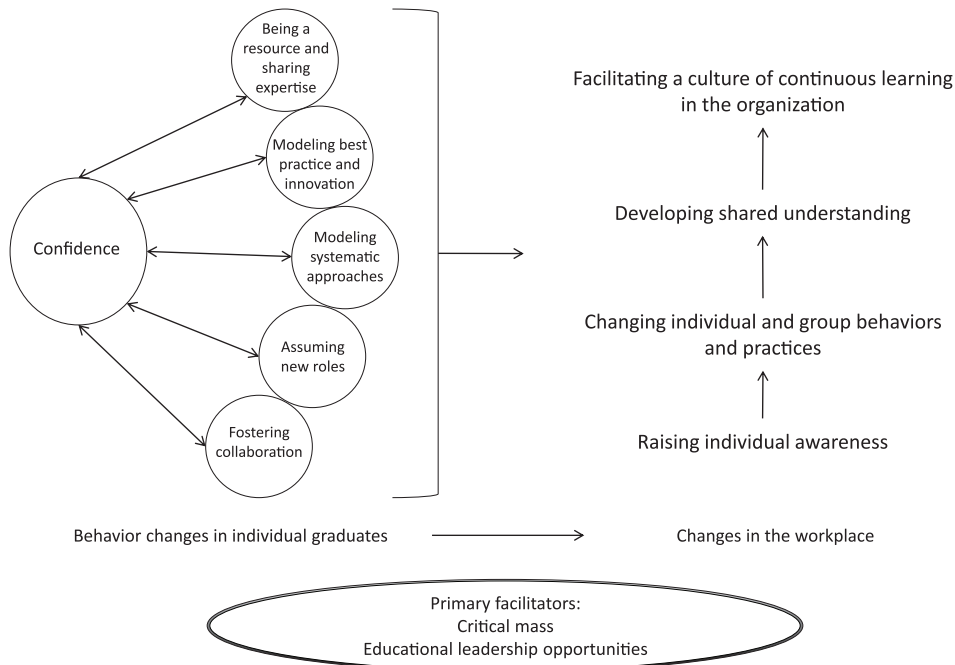 Being a
resource and
sharing
expertise
Modeling best
practice and
innovation
Confidence
Modeling
systematic
approaches
Assuming
new roles
Fostering
collaboration
Facilitating a culture of continuous learning
in the organization
Developing shared understanding
Changing individual and group behaviors
and practices
Raising individual awareness
Behavior changes in individual graduates
Changes in the workplace
Primary facilitators:
Critical mass
Educational leadership opportunities